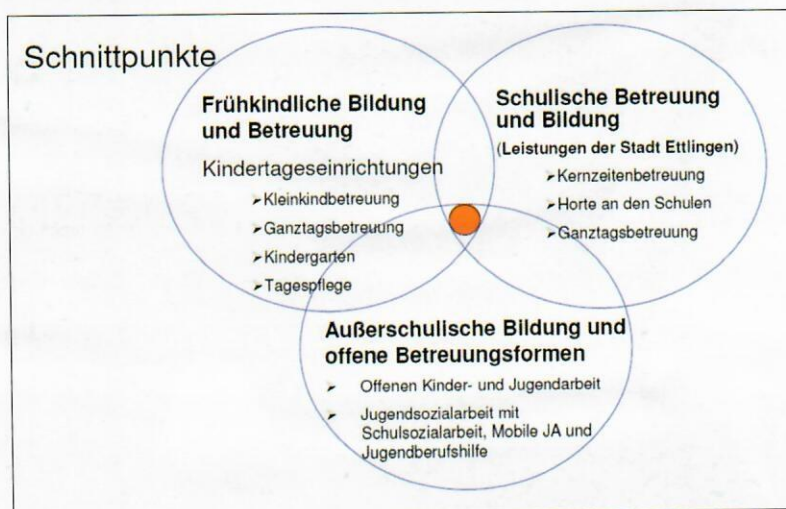 Schnittpunkte
Frühkindliche Bildung
und Betreuung
Kindertageseinrichtungen
➤Kleinkindbetreuung
➤Ganztagsbetreuung
➤Kindergarten
➤Tagespflege
Schulische Betreuung
und Bildung
(Leistungen der Stadt Ettlingen)
➤Kernzeitenbetreuung
➤Horte an den Schulen
➤Ganztagsbetreuung
Außerschulische Bildung und
offene Betreuungsformen
➤ Offenen Kinder- und Jugendarbeit
➤ Jugendsozialarbeit mit
Schulsozialarbeit, Mobile JA und
Jugendberufshilfe